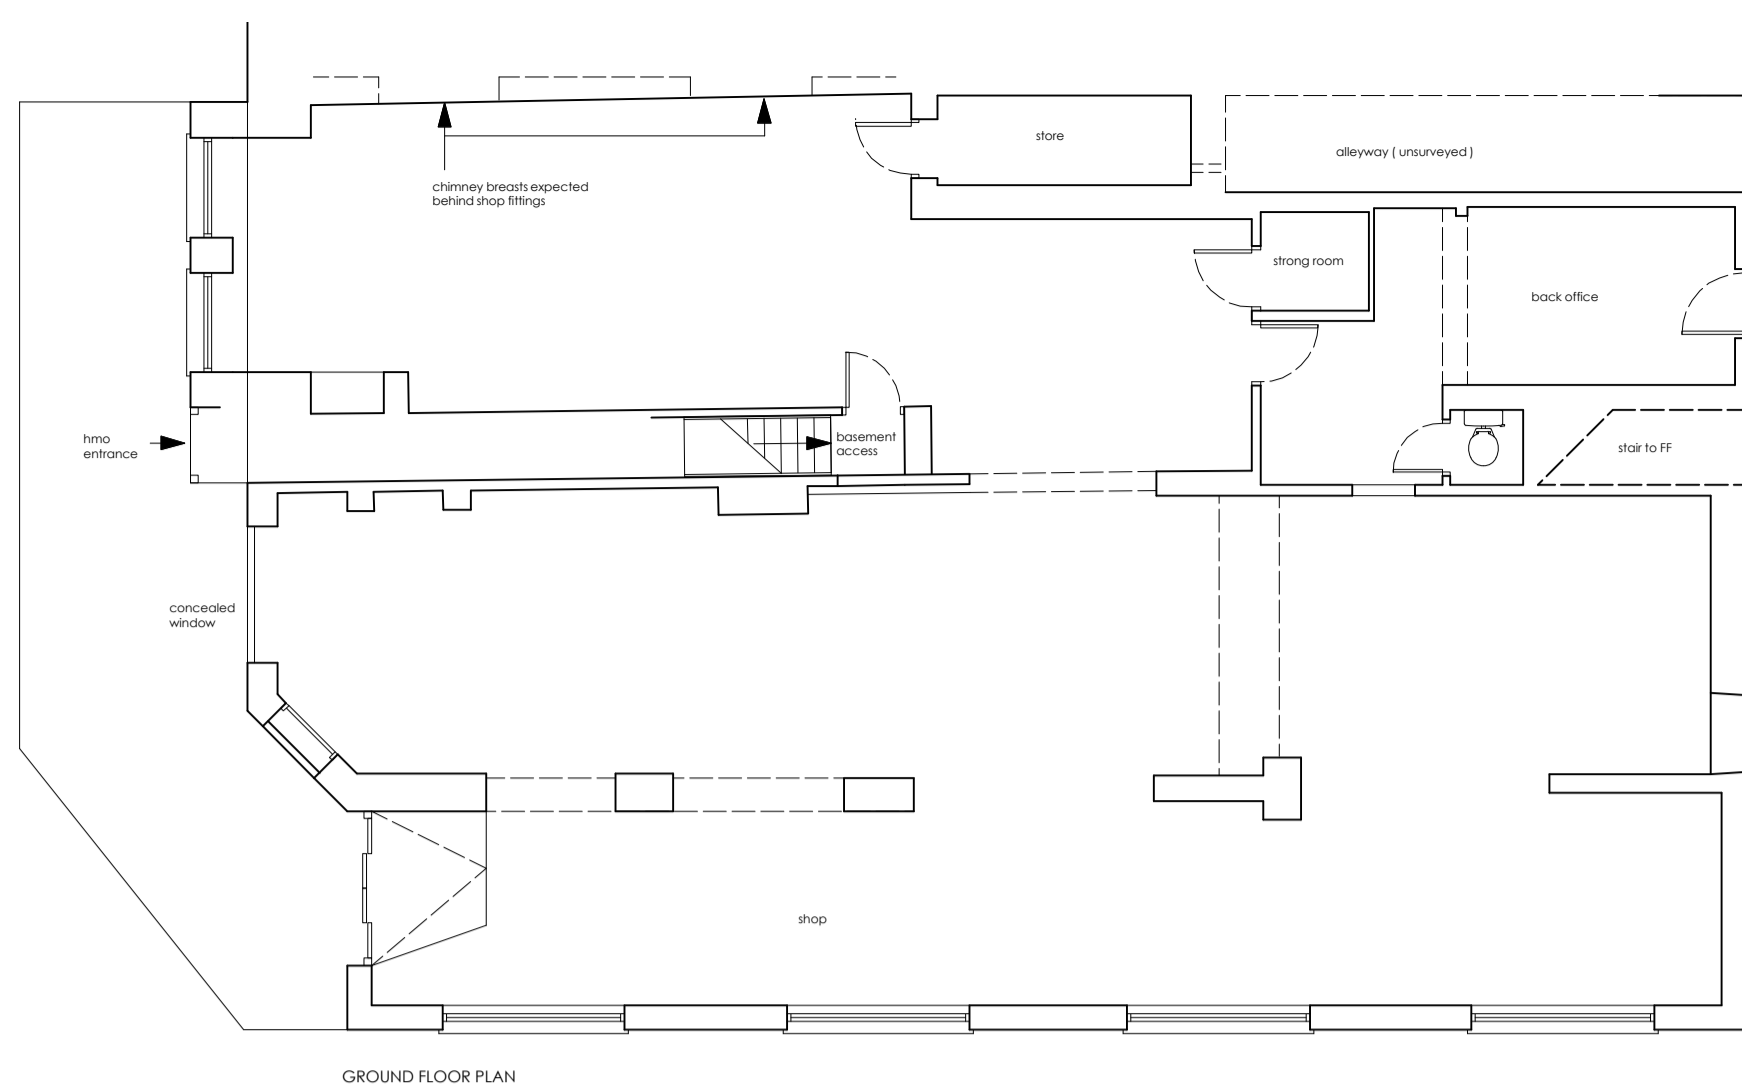 store
alleyway ( unsurveyed )
chimney breasts expected
behind shop fittings
strong room
back office
hmo
entrance
basement
access
stair to FF
concealed
window
shop
GROUND FLOOR PLAN